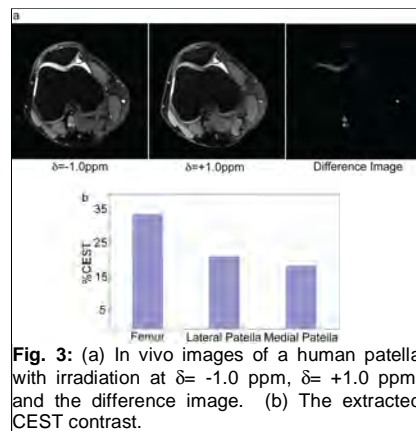 a
δ=-1.0ppm δ=+1.0ppm Difference Image
b
35
25
15
5
%CEST
Femur Lateral Patella Medial Patella
Fig. 3: (a) In vivo images of a human patella
with irradiation at δ= -1.0 ppm, δ= +1.0 ppm
and the difference image. (b) The extracted
CEST contrast.